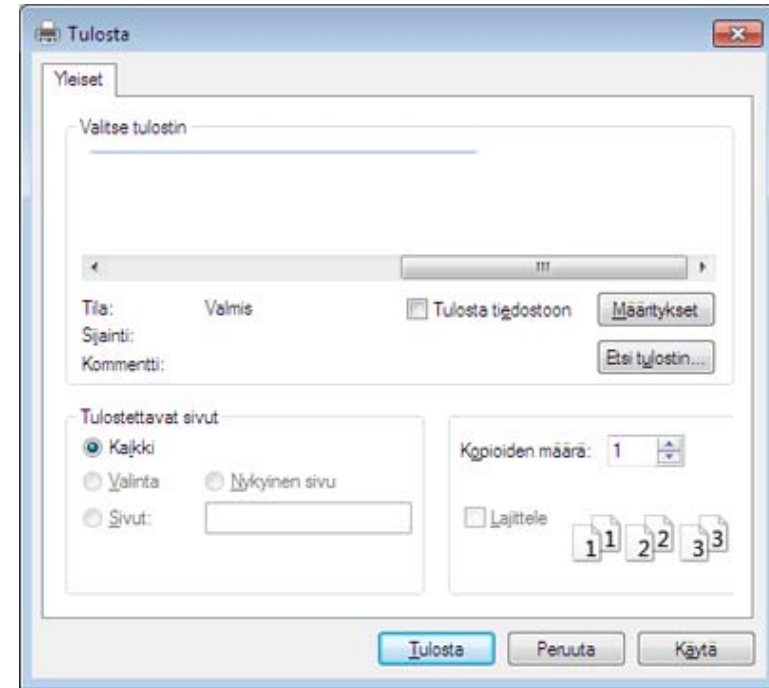 Tulosta
Yleiset
Valitse tulostin
Tila: Valmis
Tulosta tiedostoon
Määritykset
Sijainti:
Kommentti:
Etsi tulostin...
Tulostettavat sivut
Kaikki
Valinta
Nykyinen sivu
Sivut:
Kopioiden määrä: 1
Lajittele
1 1 2 2 3 3
Tulosta Peruuta Käytä